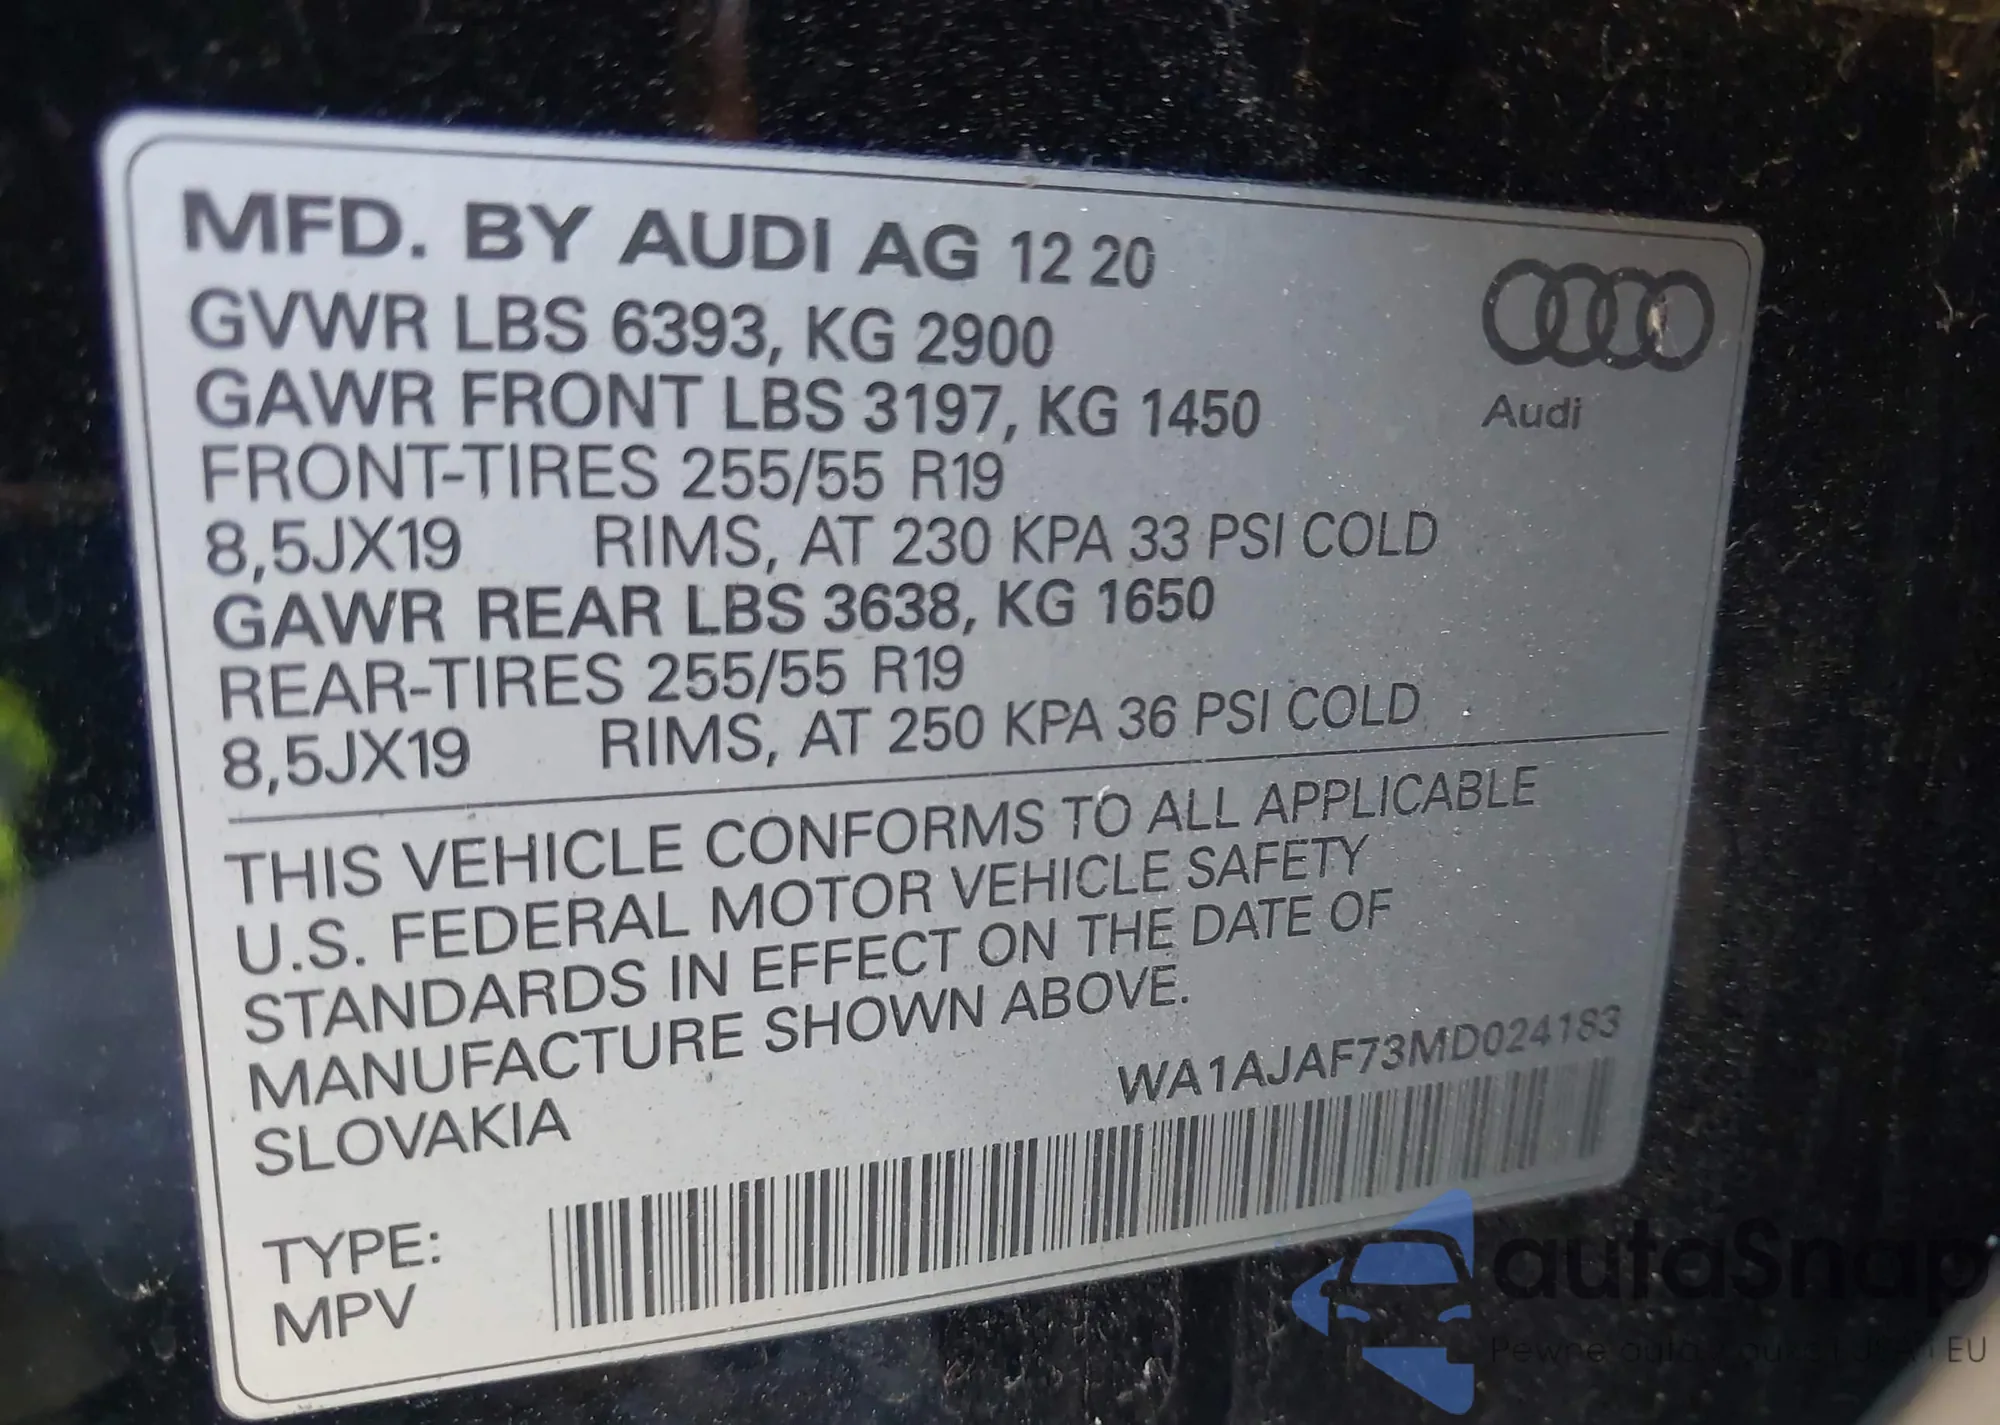 MFD. BY AUDI AG 12 20
GVWR LBS 6393, KG 2900
GAWR FRONT LBS 3197, KG 1450
FRONT-TIRES 255/55 R19
8,5JX19 RIMS, AT 230 KPA 33 PSI COLD
GAWR REAR LBS 3638, KG 1650
REAR-TIRES 255/55 R19
8,5JX19 RIMS, AT 250 KPA 36 PSI COLD
Audi
THIS VEHICLE CONFORMS TO ALL APPLICABLE
U.S. FEDERAL MOTOR VEHICLE SAFETY
STANDARDS IN EFFECT ON THE DATE OF
MANUFACTURE SHOWN ABOVE.
SLOVAKIA
WA1AJAF73MD024183
TYPE:
MPV
autaSnap
Pewne auto EU